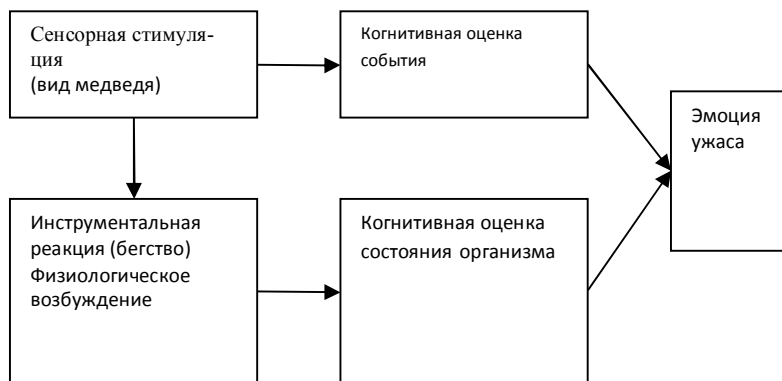 Сенсорная стимуля-
ция
(вид медведя)
Когнитивная оценка
события
Эмоция
ужаса
Инструментальная
реакция (бегство)
Физиологическое
возбуждение
Когнитивная оценка
состояния организма